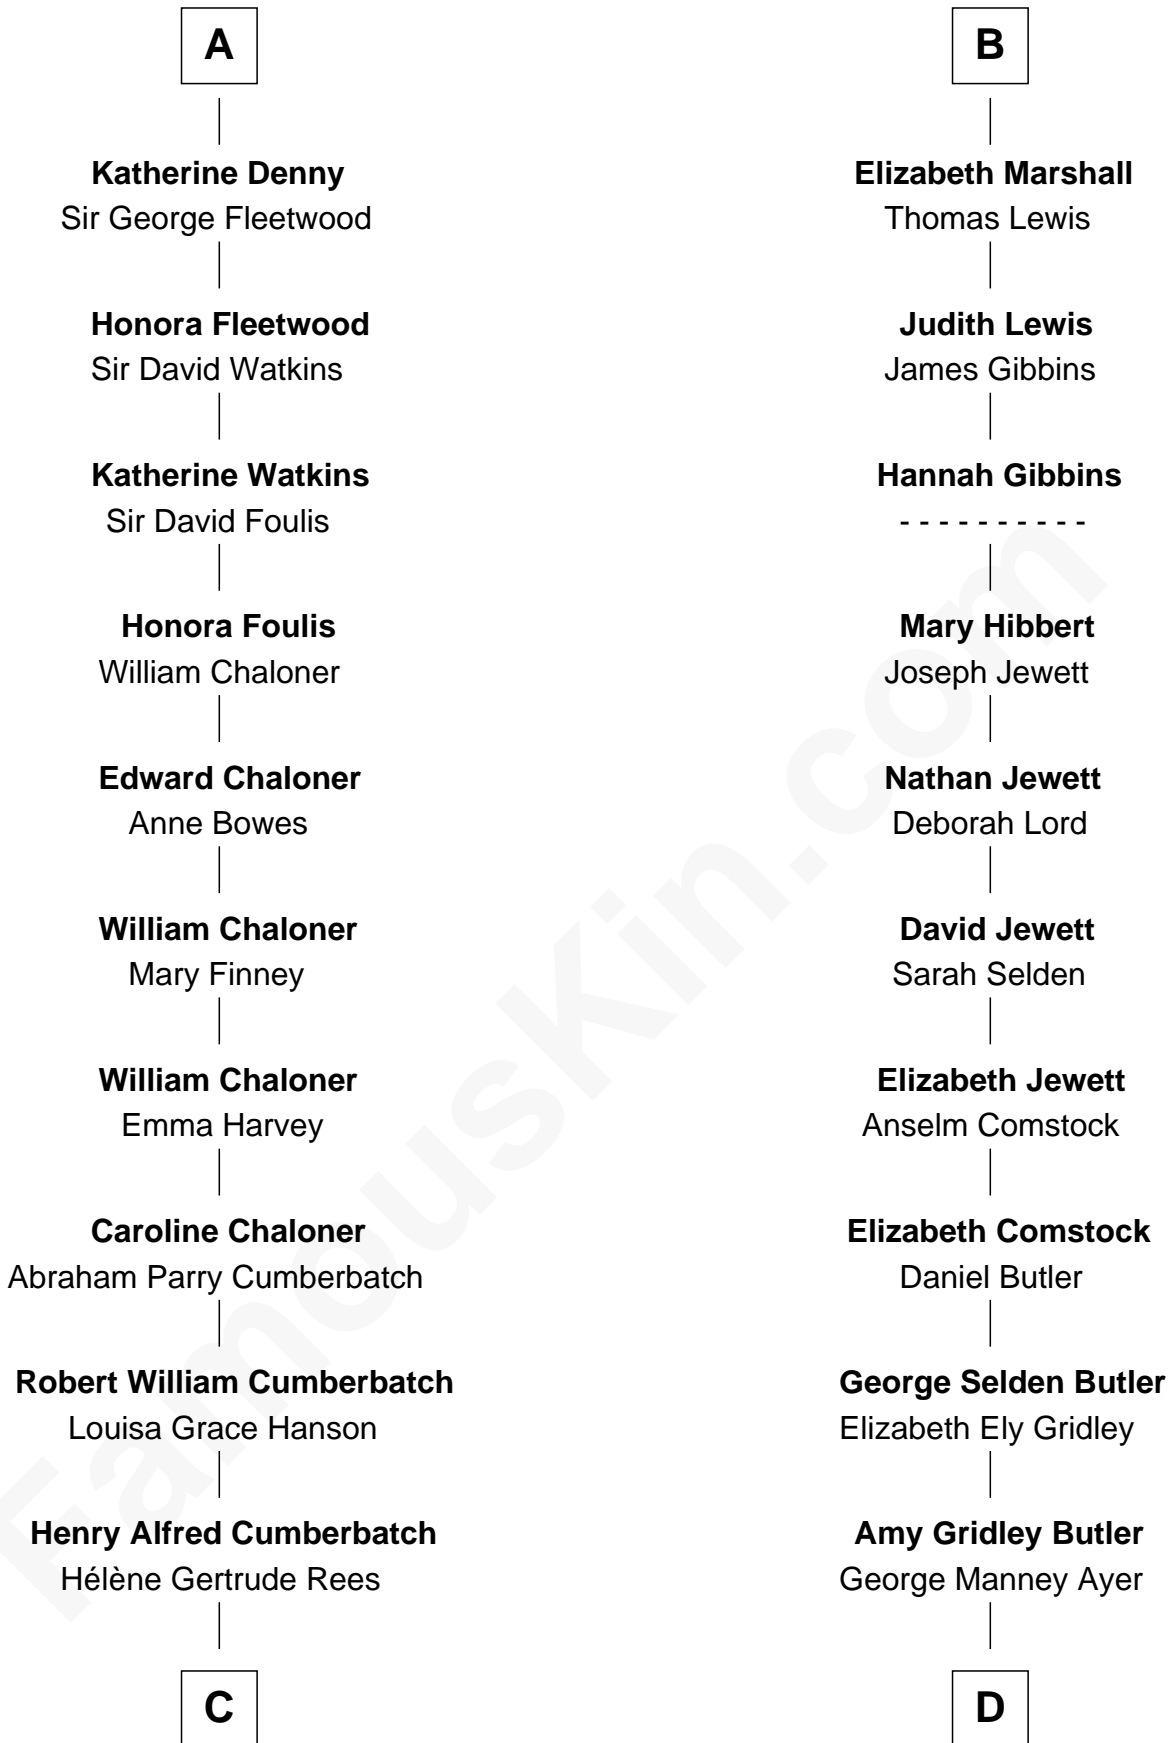 A
Katherine Denny
Sir George Fleetwood
Honora Fleetwood
Sir David Watkins
Katherine Watkins
Sir David Foulis
Honora Foulis
William Chaloner
Edward Chaloner
Anne Bowes
William Chaloner
Mary Finney
William Chaloner
Emma Harvey
Caroline Chaloner
Abraham Parry Cumberbatch
Robert William Cumberbatch
Louisa Grace Hanson
Henry Alfred Cumberbatch
Hélène Gertrude Rees
C
B
Elizabeth Marshall
Thomas Lewis
Judith Lewis
James Gibbins
Hannah Gibbins
- - - - - - - - - -
Mary Hibbert
Joseph Jewett
Nathan Jewett
Deborah Lord
David Jewett
Sarah Selden
Elizabeth Jewett
Anselm Comstock
Elizabeth Comstock
Daniel Butler
George Selden Butler
Elizabeth Ely Gridley
Amy Gridley Butler
George Manney Ayer
D
FamousKin.com